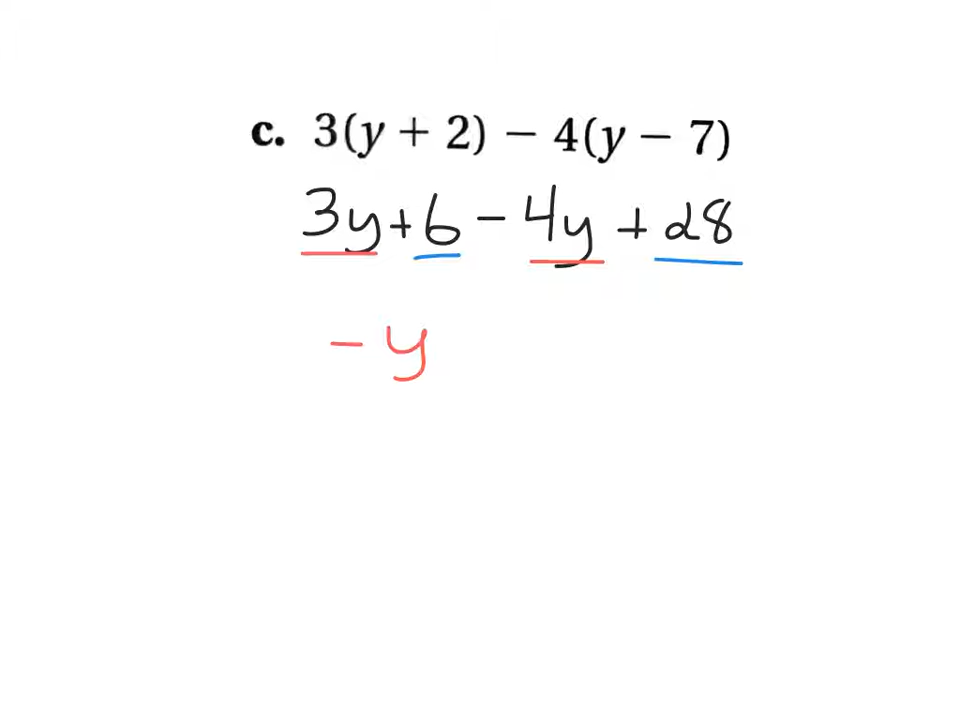 c. 3(y + 2) − 4(y − 7)
3y + 6 − 4y + 28
− y